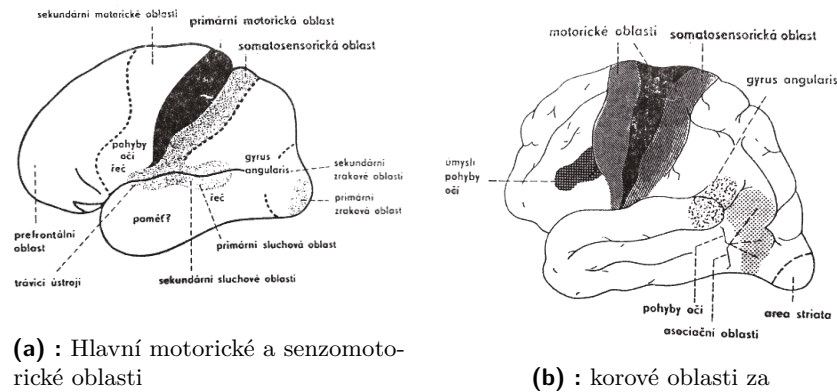 sekundární motorické oblasti
primární motorická oblast
somatosensorická oblast
pohyby
očí
řeč
gyrus
angularis
řeč
sekundární
zrakové oblasti
primární
zraková oblast
paměť?
primární sluchová oblast
prefrontální
oblast
trávicí ústrojí
sekundární sluchové oblasti
(a) : Hlavní motorické a senzomoto-
rické oblasti
motorické oblasti
somatosensorická oblast
gyrus angularis
pohyby
očí
pohyby očí
asociační oblasti
area striata
(b) : korové oblasti za